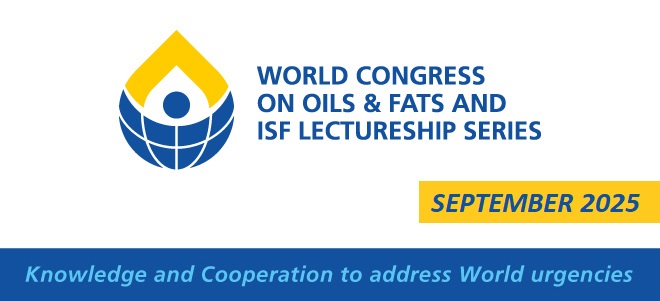 WORLD CONGRESS
ON OILS & FATS AND
ISF LECTURESHIP SERIES
SEPTEMBER 2025
Knowledge and Cooperation to address World urgencies